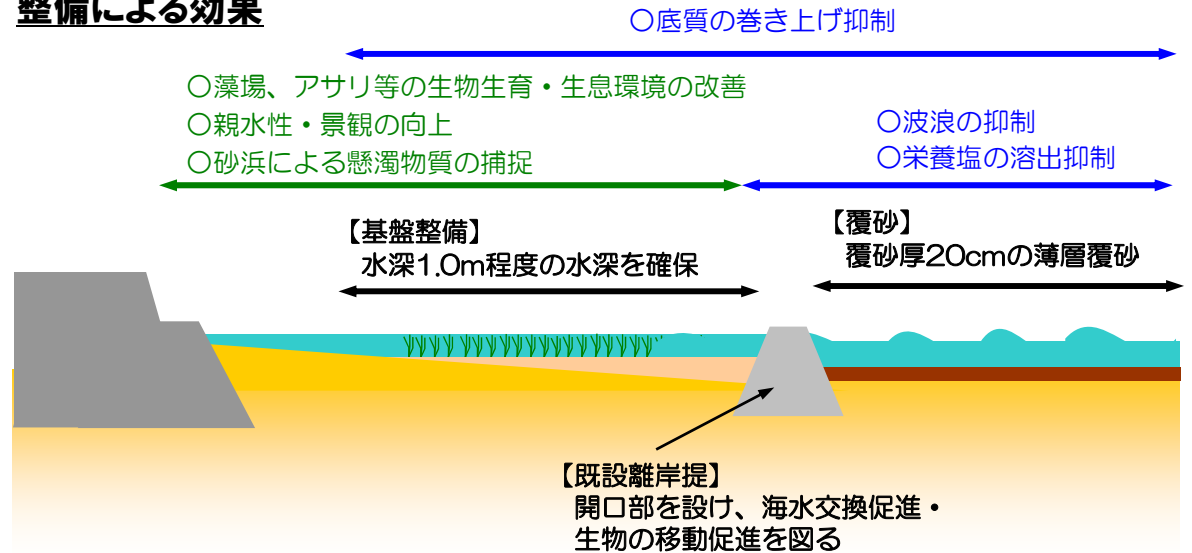 整備による効果
○底質の巻き上げ抑制
○藻場、アサリ等の生物生育・生息環境の改善
○親水性・景観の向上
○砂浜による懸濁物質の捕捉
○波浪の抑制
○栄養塩の溶出抑制
【基盤整備】
水深1.0m程度の水深を確保
【覆砂】
覆砂厚20cmの薄層覆砂
【既設離岸提】
開口部を設け、海水交換促進・
生物の移動促進を図る